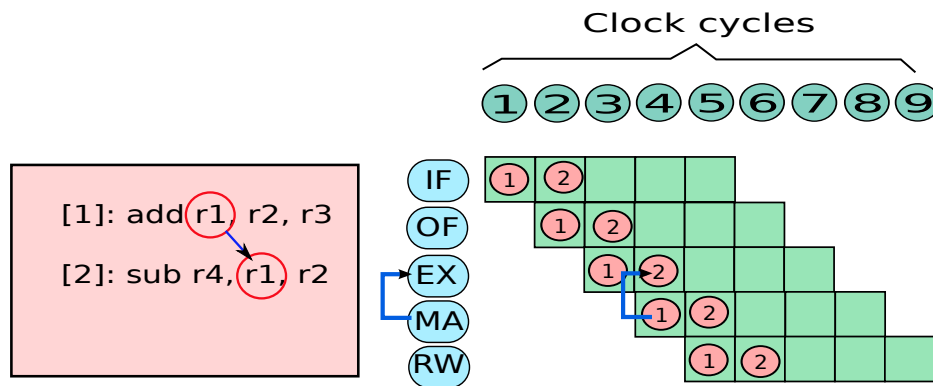 Clock cycles
1 2 3 4 5 6 7 8 9
[1]: add r1, r2, r3
[2]: sub r4, r1, r2
IF 1 2
OF 1 2
EX 1 2
MA 1 2
RW 1 2